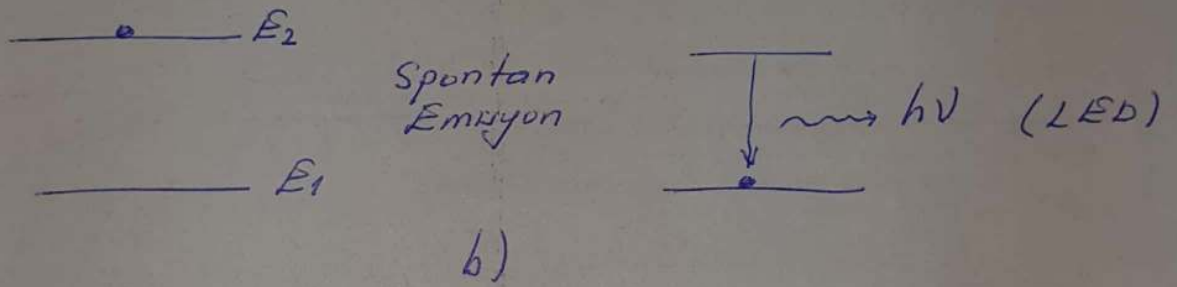 E₂
Spontan
Emisyon
hν (LED)
E₁
b)